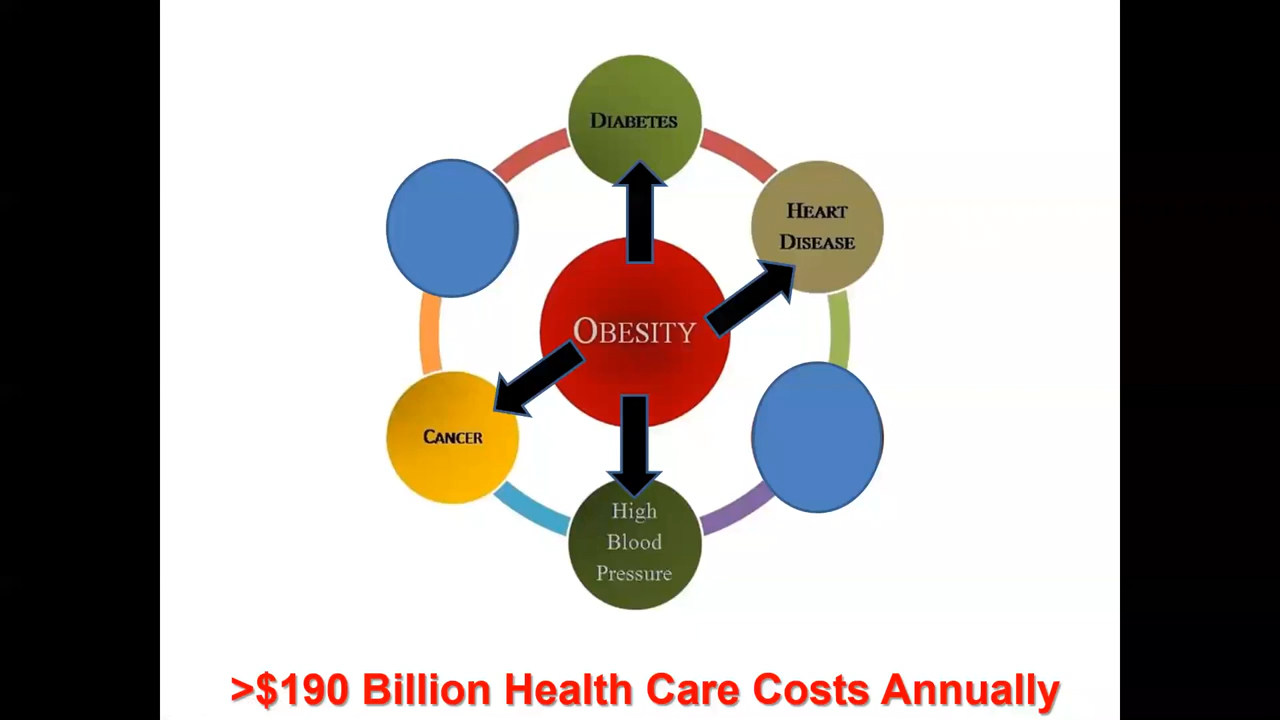 DIABETES
HEART
DISEASE
OBESITY
CANCER
High
Blood
Pressure
>$190 Billion Health Care Costs Annually